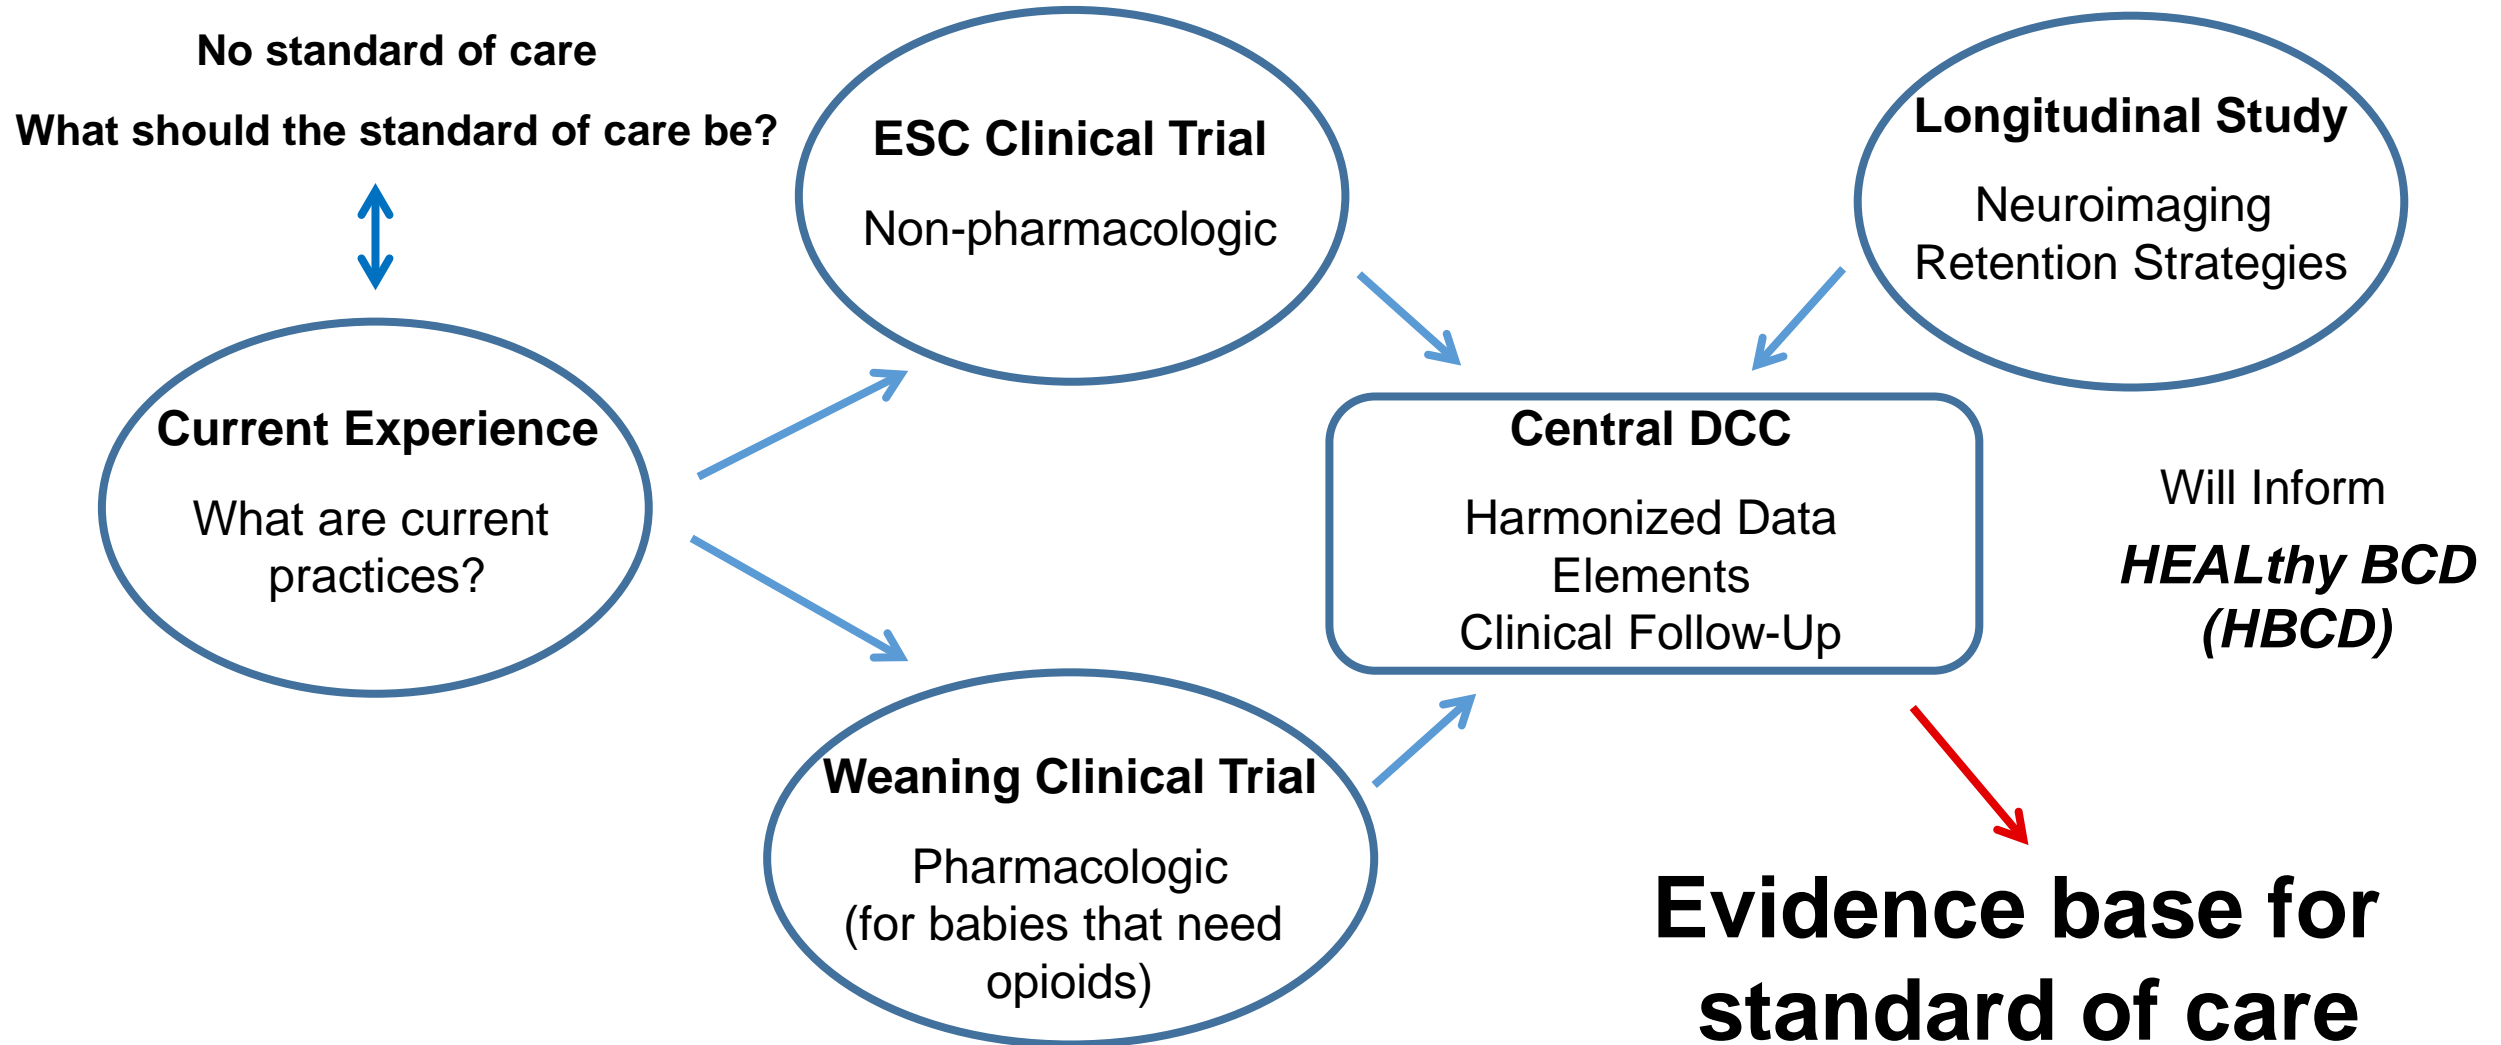 No standard of care
What should the standard of care be?
Current Experience
What are current
practices?
ESC Clinical Trial
Non-pharmacologic
Weaning Clinical Trial
Pharmacologic
(for babies that need
opioids)
Longitudinal Study
Neuroimaging
Retention Strategies
Central DCC
Harmonized Data
Elements
Clinical Follow-Up
Will Inform
HEALthy BCD
(HBCD)
Evidence base for
standard of care